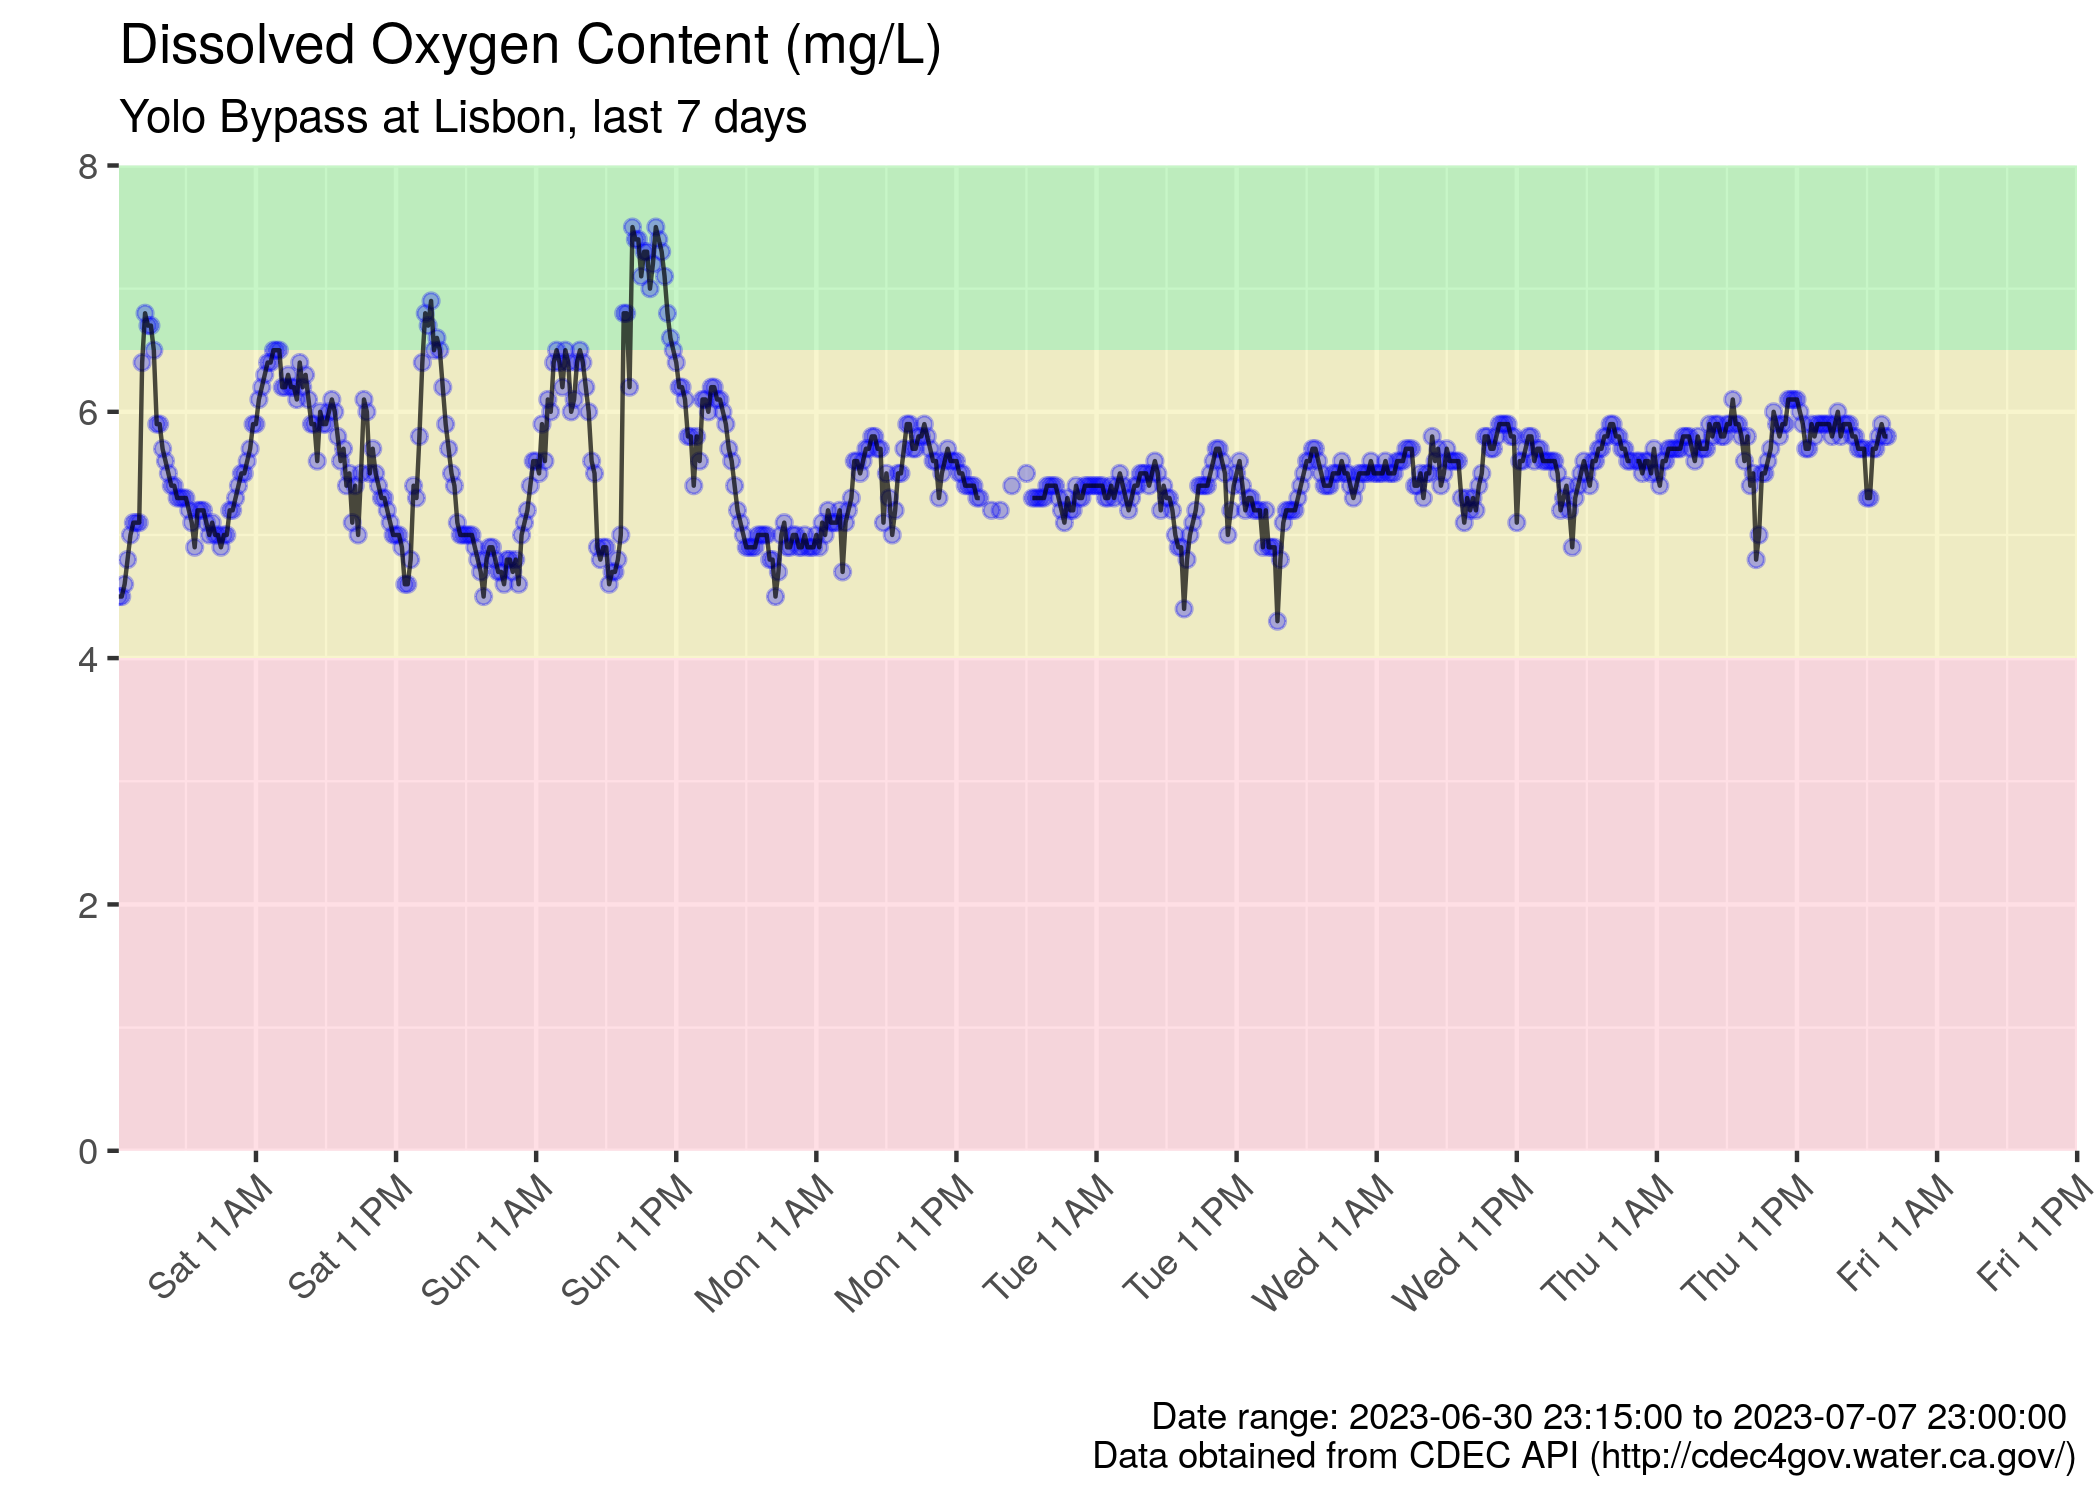 Dissolved Oxygen Content (mg/L)
Yolo Bypass at Lisbon, last 7 days
8
6
4
2
0
Sat 11AM
Sat 11PM
Sun 11AM
Sun 11PM
Mon 11AM
Mon 11PM
Tue 11AM
Tue 11PM
Wed 11AM
Wed 11PM
Thu 11AM
Thu 11PM
Fri 11AM
Fri 11PM
Date range: 2023-06-30 23:15:00 to 2023-07-07 23:00:00
Data obtained from CDEC API (http://cdec4gov.water.ca.gov/)